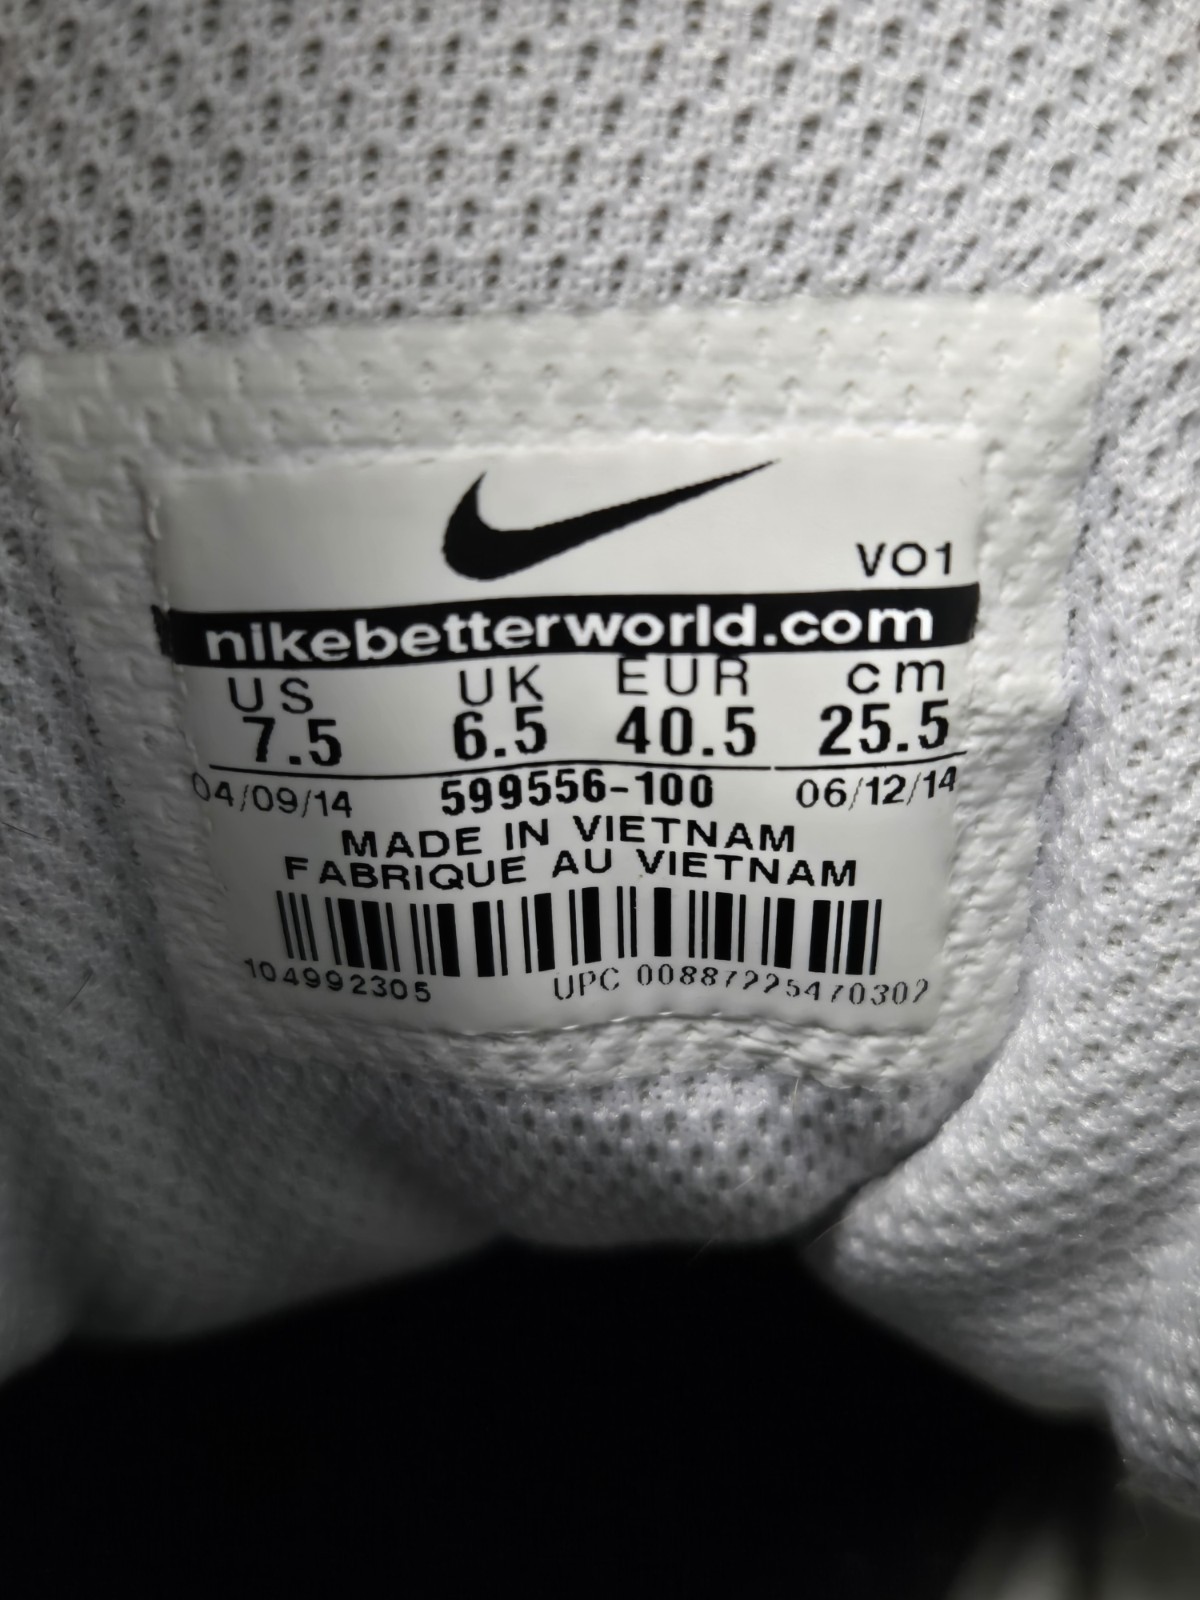 VO1
nikebetterworld.com
US UK EUR cm
7.5 6.5 40.5 25.5
04/09/14 599556-100 06/12/14
MADE IN VIETNAM
FABRIQUE AU VIETNAM
104992305 UPC 00887225470302